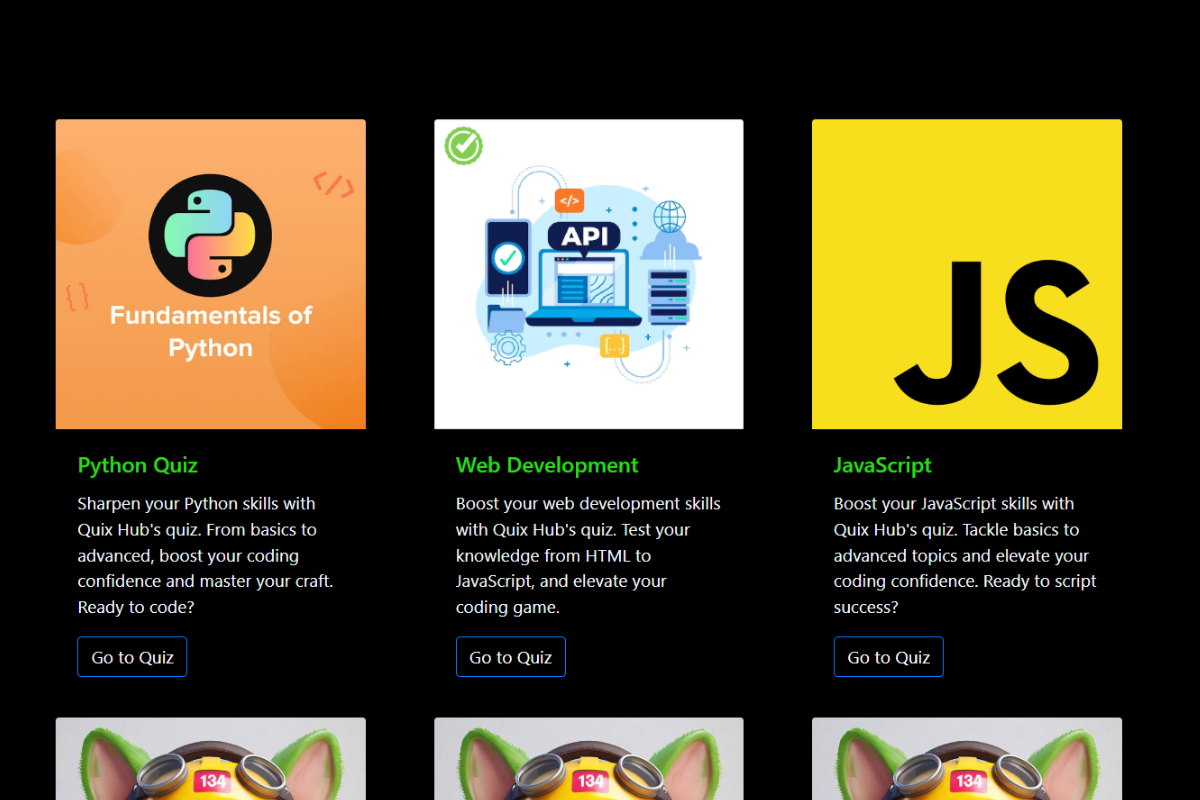 </>
{ }
Fundamentals of
Python
Python Quiz
Sharpen your Python skills with
Quix Hub's quiz. From basics to
advanced, boost your coding
confidence and master your craft.
Ready to code?
Go to Quiz
</>
API
{...}
Web Development
Boost your web development skills
with Quix Hub's quiz. Test your
knowledge from HTML to
JavaScript, and elevate your
coding game.
Go to Quiz
JS
JavaScript
Boost your JavaScript skills with
Quix Hub's quiz. Tackle basics to
advanced topics and elevate your
coding confidence. Ready to script
success?
Go to Quiz
134
134
134